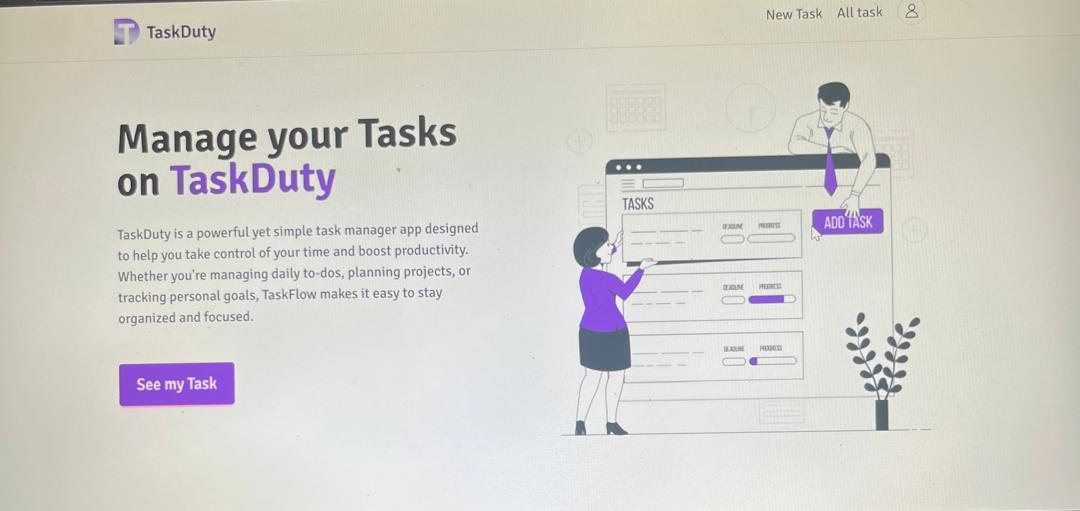 TaskDuty
New Task
All task
Manage your Tasks
on TaskDuty
TaskDuty is a powerful yet simple task manager app designed
to help you take control of your time and boost productivity.
Whether you're managing daily to-dos, planning projects, or
tracking personal goals, TaskFlow makes it easy to stay
organized and focused.
See my Task
TASKS
DEADLINE PROGRESS
ADD TASK
DEADLINE PROGRESS
DEADLINE PROGRESS